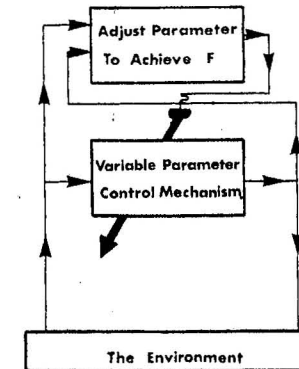 Adjust Parameter
To Achieve F
Variable Parameter
Control Mechanism
The Environment